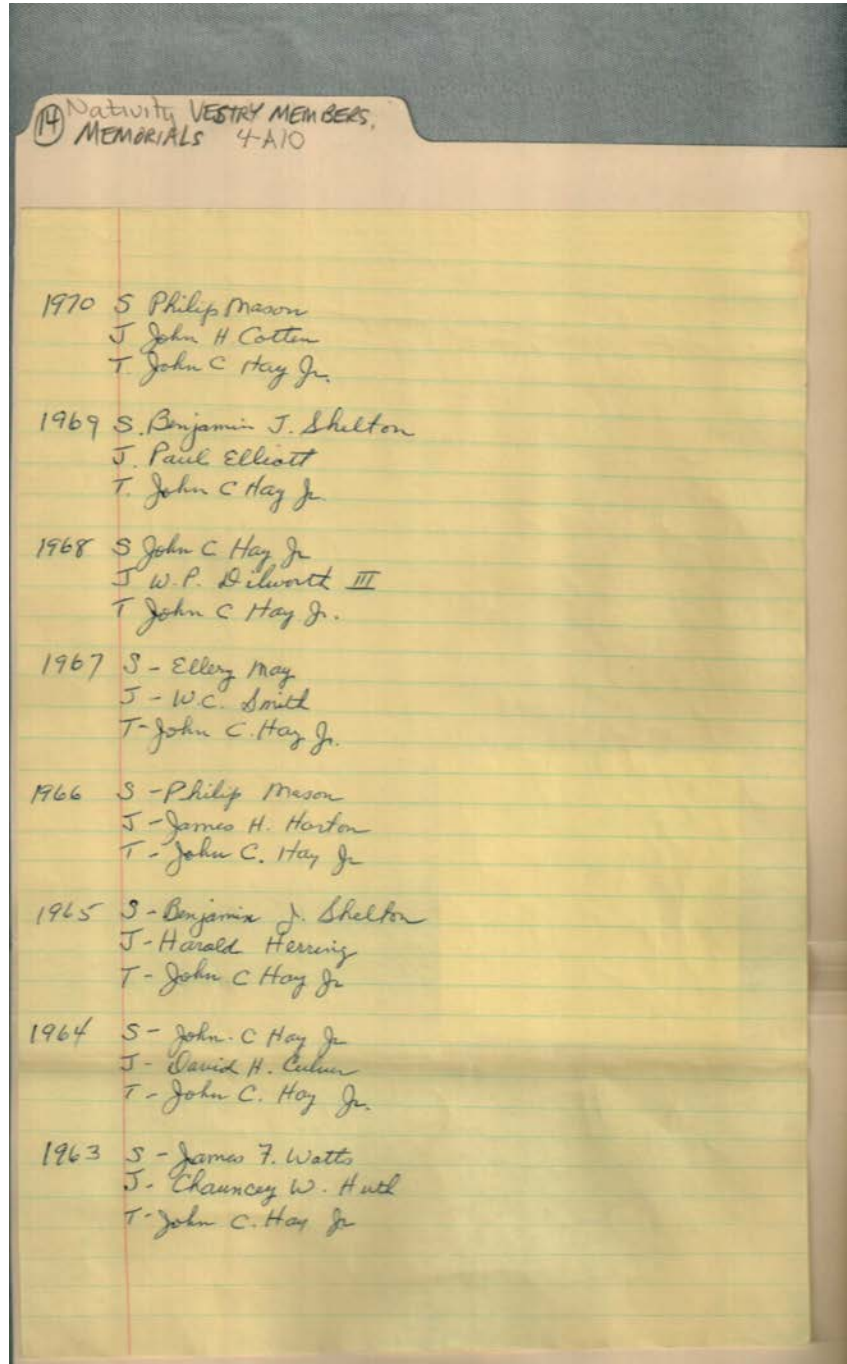 14 Nativity VESTRY MEMBERS,
MEMORIALS 4-A10
1970 S Philip Mason
J John H Cotten
T. John C Hay Jr.
1969 S. Benjamin J. Shelton
J. Paul Elliott
T. John C Hay Jr.
1968 S John C Hay Jr
J W.P. Dilworth III
T John C Hay Jr.
1967 S - Ellery May
J - W.C. Smith
T - John C. Hay Jr.
1966 S - Philip Mason
J - James H. Horton
T - John C. Hay Jr
1965 S - Benjamin J. Shelton
J - Harold Herring
T - John C Hay Jr
1964 S - John. C Hay Jr
J - David H. Culver
T - John C. Hay Jr.
1963 S - James F. Watts
J - Chauncey W. Huth
T - John C. Hay Jr